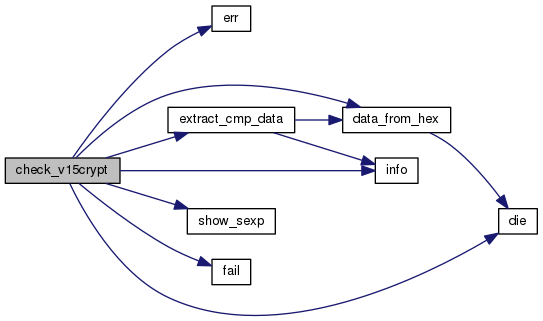 err
extract_cmp_data
data_from_hex
check_v15crypt
info
show_sexp
die
fail